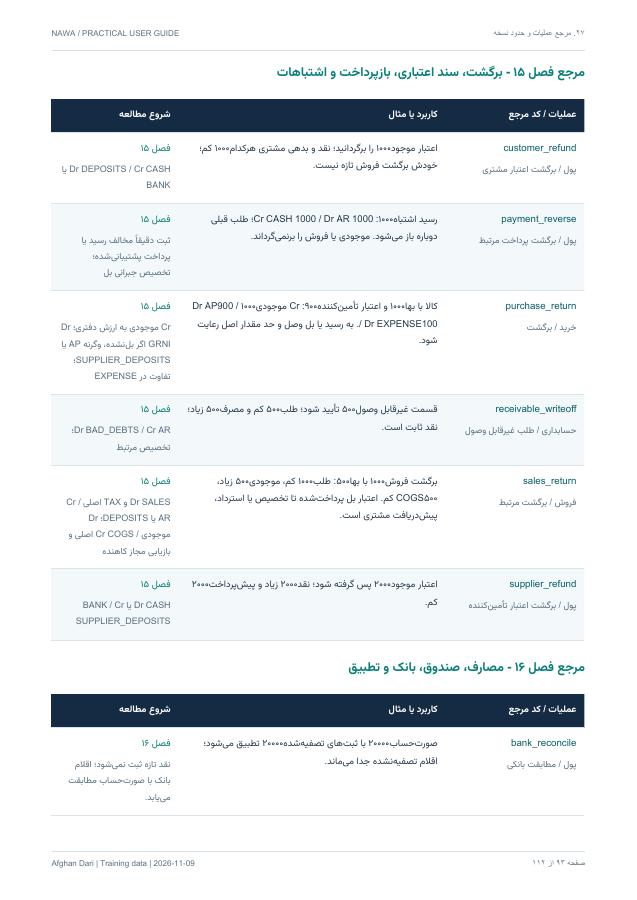 NAWA / PRACTICAL USER GUIDE
۲۷. مرجع عملیات و حدود نسخه
مرجع فصل ۱۵ - برگشت، سند اعتباری، بازپرداخت و اشتباهات
عملیات / کد مرجع
کاربرد یا مثال
شروع مطالعه
customer_refund
پول / برگشت اعتبار مشتری
اعتبار موجود۱۰۰۰ را برگردانید؛ نقد و بدهی مشتری هرکدام۱۰۰۰ کم؛
خودش برگشت فروش تازه نیست.
فصل ۱۵
Dr DEPOSITS / Cr CASH یا
BANK
payment_reverse
پول / برگشت پرداخت مرتبط
رسید اشتباه۱۰۰۰: Cr CASH 1000 / Dr AR 1000؛ طلب قبلی
دوباره باز می‌شود. موجودی یا فروش را برنمی‌گرداند.
فصل ۱۵
ثبت دقیقاً مخالف رسید یا
پرداخت پشتیبانی‌شده؛
تخصیص جبرانی بل
purchase_return
خرید / برگشت
کالا با بها۱۰۰۰ و اعتبار تأمین‌کننده۹۰۰: Cr موجودی۱۰۰۰ / Dr AP900
/ Dr EXPENSE100. به رسید یا بل وصل و حد مقدار اصل رعایت
شود.
فصل ۱۵
Cr موجودی به ارزش دفتری؛ Dr
GRNI اگر بل‌نشده، وگرنه AP یا
SUPPLIER_DEPOSITS؛
تفاوت در EXPENSE
receivable_writeoff
حسابداری / طلب غیرقابل وصول
قسمت غیرقابل وصول۵۰۰ تأیید شود؛ طلب۵۰۰ کم و مصرف۵۰۰ زیاد؛
نقد ثابت است.
فصل ۱۵
Dr BAD_DEBTS / Cr AR؛
تخصیص مرتبط
sales_return
فروش / برگشت مرتبط
برگشت فروش۱۰۰۰ با بها۵۰۰: طلب۱۰۰۰ کم، موجودی۵۰۰ زیاد،
COGS۵۰۰ کم. اعتبار بل پرداخت‌شده تا تخصیص یا استرداد،
پیش‌دریافت مشتری است.
فصل ۱۵
Dr SALES و TAX اصلی / Cr
AR یا DEPOSITS؛ Dr
موجودی / Cr COGS اصلی و
بازیابی مجاز کاهنده
supplier_refund
پول / برگشت اعتبار تأمین‌کننده
اعتبار موجود۲۰۰۰ پس گرفته شود؛ نقد۲۰۰۰ زیاد و پیش‌پرداخت۲۰۰۰
کم.
فصل ۱۵
Dr CASH یا BANK / Cr
SUPPLIER_DEPOSITS
مرجع فصل ۱۶ - مصارف، صندوق، بانک و تطبیق
عملیات / کد مرجع
کاربرد یا مثال
شروع مطالعه
bank_reconcile
پول / مطابقت بانکی
صورت‌حساب۲۰۰۰۰ با ثبت‌های تصفیه‌شده۲۰۰۰۰ تطبیق می‌شود؛
اقلام تصفیه‌نشده جدا می‌ماند.
فصل ۱۶
نقد تازه ثبت نمی‌شود؛ اقلام
بانک با صورت‌حساب مطابقت
می‌یابد.
Afghan Dari | Training data | 2026-11-09
صفحه ۹۳ از ۱۱۲